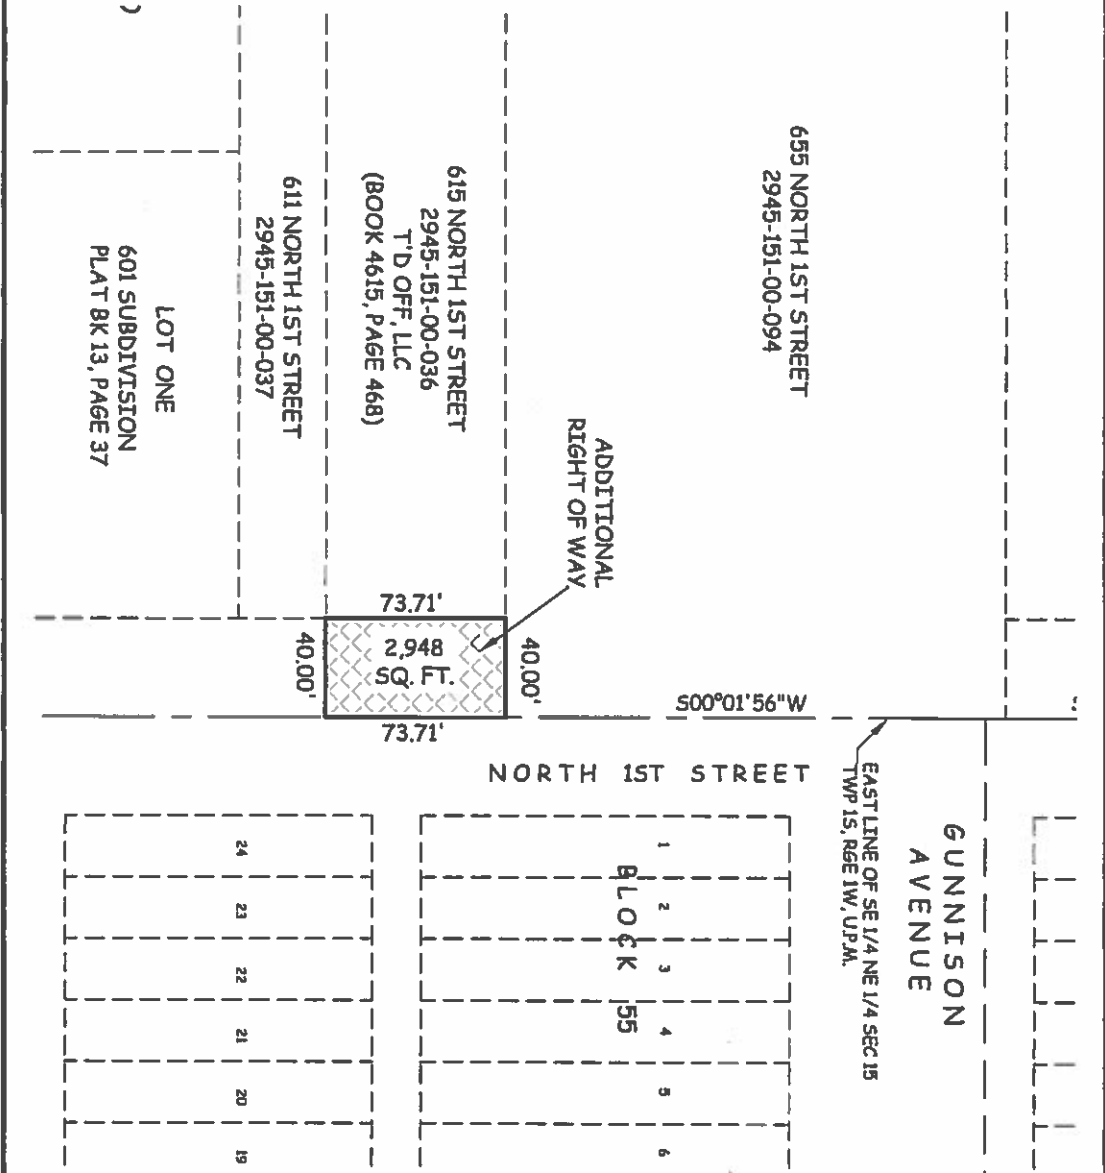 655 NORTH 1ST STREET
2945-151-00-094
615 NORTH 1ST STREET
2945-151-00-036
T'D OFF, LLC
(BOOK 4615, PAGE 468)
611 NORTH 1ST STREET
2945-151-00-037
LOT ONE
601 SUBDIVISION
PLAT BK 13, PAGE 37
ADDITIONAL
RIGHT OF WAY
73.71'
40.00'
2,948
SQ. FT.
40.00'
73.71'
S00°01'56"W
NORTH 1ST STREET
EAST LINE OF SE 1/4 NE 1/4 SEC 15
TWP 1S, RGE 1W, U.P.M.
GUNNISON
AVENUE
BLOCK 55
1
2
3
4
5
6
24
23
22
21
20
19